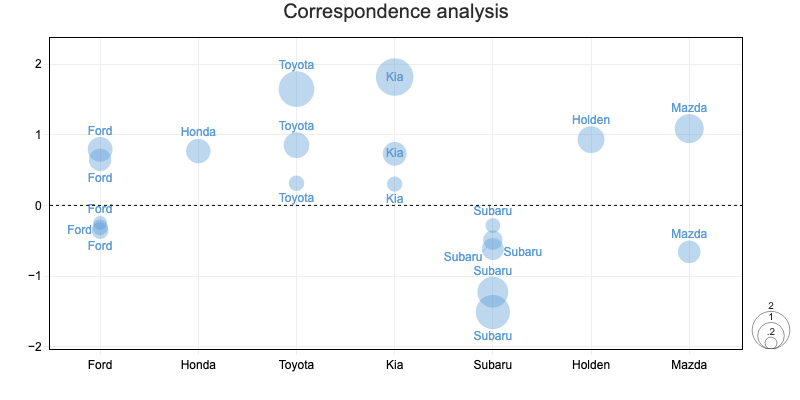 Correspondence analysis
2
Toyota
Kia
Mazda
Holden
Ford
Honda
Toyota
1
Kia
Ford
Toyota
Kia
0
Ford
Subaru
Ford
Mazda
Ford
Subaru
Subaru
Subaru
−1
2
1
.2
Subaru
−2
Ford Honda Toyota Kia Subaru Holden Mazda